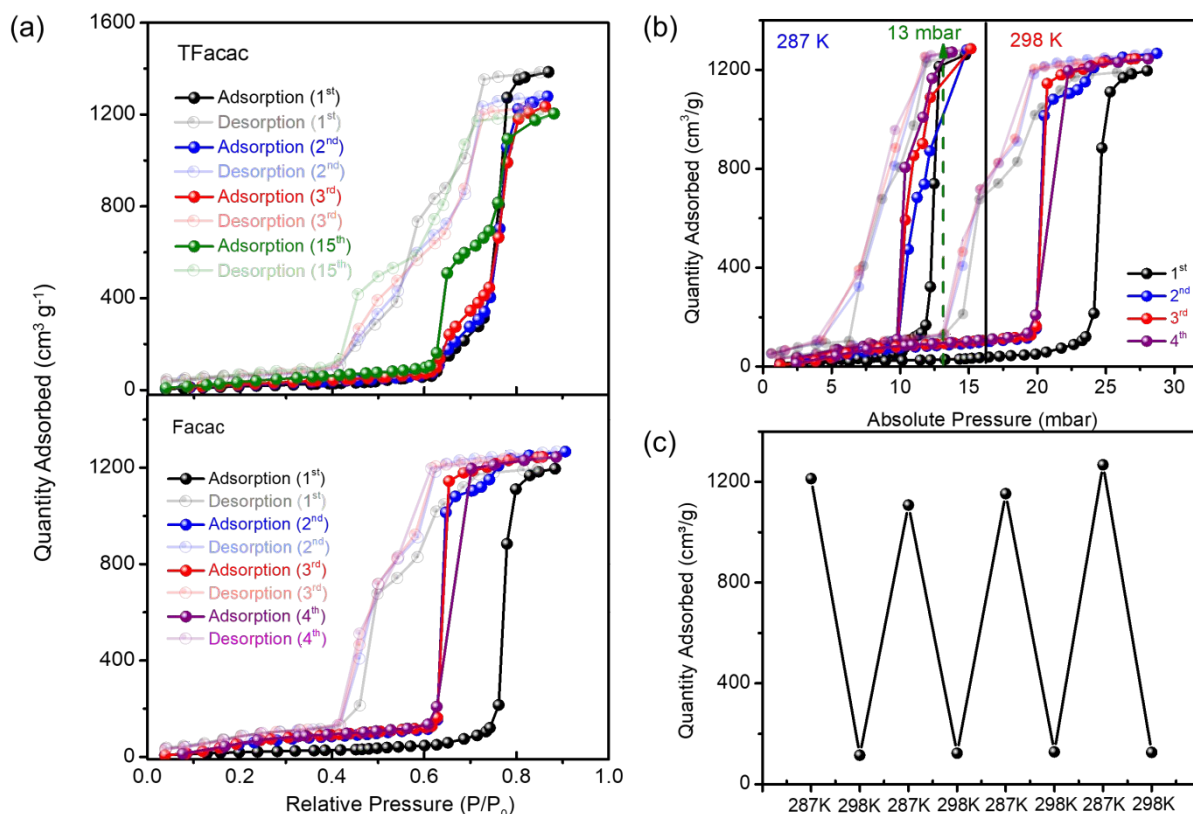 (a)
Quantity Adsorbed (cm³ g⁻¹)
1600
1200
800
400
0
TFacac
Adsorption (1st)
Desorption (1st)
Adsorption (2nd)
Desorption (2nd)
Adsorption (3rd)
Desorption (3rd)
Adsorption (15th)
Desorption (15th)
1200
800
400
0
Facac
Adsorption (1st)
Desorption (1st)
Adsorption (2nd)
Desorption (2nd)
Adsorption (3rd)
Desorption (3rd)
Adsorption (4th)
Desorption (4th)
0.0 0.2 0.4 0.6 0.8 1.0
Relative Pressure (P/P₀)
(b)
Quantity Adsorbed (cm³/g)
1200
800
400
0
287 K
13 mbar
298 K
1st
2nd
3rd
4th
0 5 10 15 20 25 30
Absolute Pressure (mbar)
(c)
Quantity Adsorbed (cm³/g)
1200
800
400
0
287K 298K 287K 298K 287K 298K 287K 298K